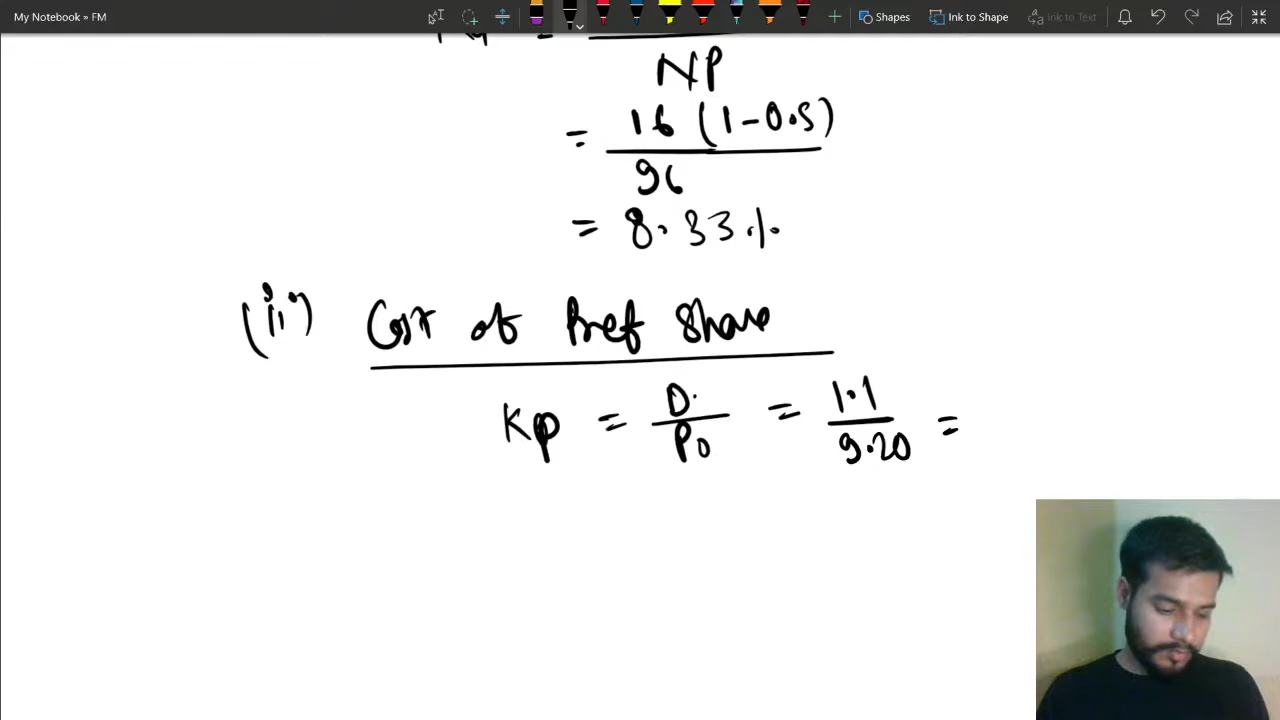 My Notebook » FM
Shapes
Ink to Shape
Ink to Text
=
NP
= 16 (1-0.5)
96
= 8.33%
(ii) Cost of Pref Share
Kp = D. = 1.1 =
P0 9.20